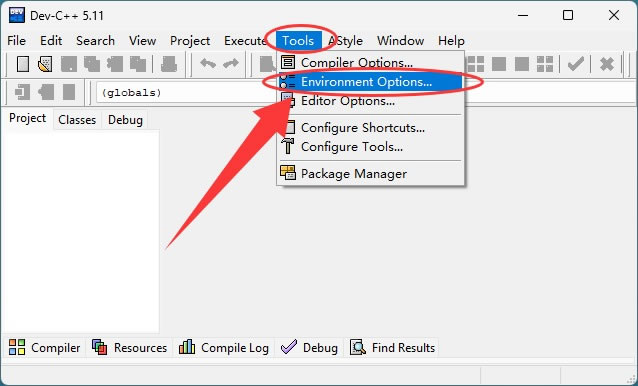 Dev-C++ 5.11
File Edit Search View Project Execute Tools AStyle Window Help
Compiler Options...
(globals)
Environment Options...
Editor Options...
Project Classes Debug
Configure Shortcuts...
Configure Tools...
Package Manager
Compiler Resources Compile Log Debug Find Results